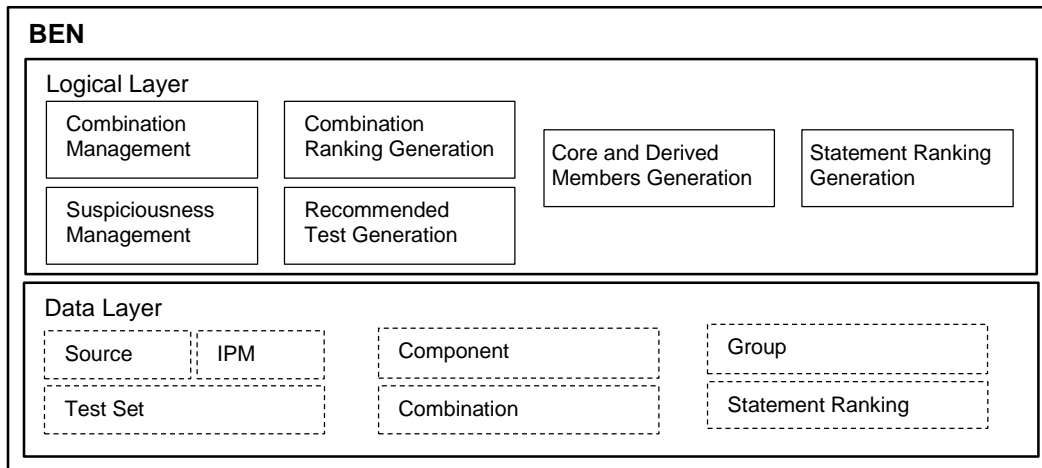 BEN
Logical Layer
Combination
Management
Combination
Ranking Generation
Core and Derived
Members Generation
Statement Ranking
Generation
Suspiciousness
Management
Recommended
Test Generation
Data Layer
Source
IPM
Component
Group
Test Set
Combination
Statement Ranking